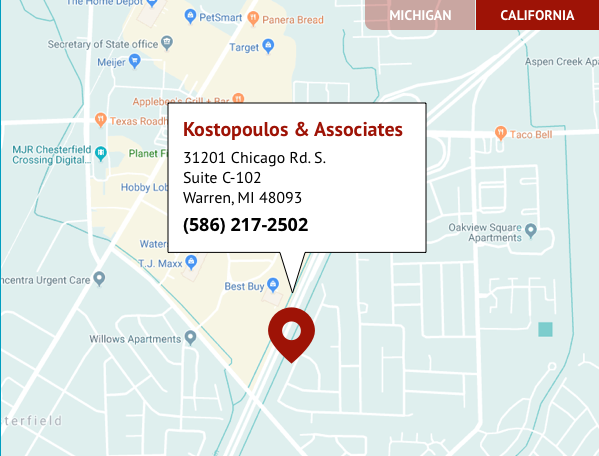 The Home Depot
PetSmart
Panera Bread
MICHIGAN
CALIFORNIA
Secretary of State office
Target
Meijer
Aspen Creek Apa
Applebee's Grill + Bar
Texas Roadh
Taco Bell
MJR Chesterfield
Crossing Digital...
Planet Fi
Hobby Lob
Kostopoulos & Associates
31201 Chicago Rd. S.
Suite C-102
Warren, MI 48093
(586) 217-2502
Oakview Square
Apartments
Water
T.J. Maxx
ncentra Urgent Care
Best Buy
Willows Apartments
terfield